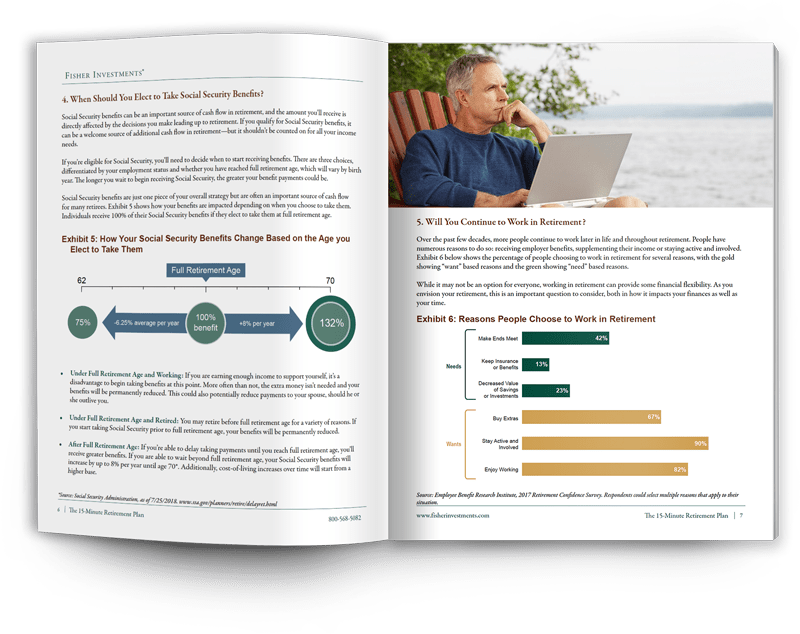 FISHER INVESTMENTS®
4. When Should You Elect to Take Social Security Benefits?
Social Security benefits can be an important source of cash flow in retirement, and the amount you'll receive is
directly affected by the decisions you make leading up to retirement. If you qualify for Social Security benefits, it
can be a welcome source of additional cash flow in retirement—but it shouldn't be counted on for all your income
needs.
If you're eligible for Social Security, you'll need to decide when to start receiving benefits. There are three choices,
differentiated by your employment status and whether you have reached full retirement age, which will vary by birth
year. The longer you wait to begin receiving Social Security, the greater your benefit payments could be.
Social Security benefits are just one piece of your overall strategy but are often an important source of cash flow
for many retirees. Exhibit 5 shows how your benefits are impacted depending on when you choose to take them.
Individuals receive 100% of their Social Security benefits if they elect to take them at full retirement age.
Exhibit 5: How Your Social Security Benefits Change Based on the Age you
Elect to Take Them
Full Retirement Age
62
70
75%
-6.25% average per year
100%
benefit
+8% per year
132%
• Under Full Retirement Age and Working: If you are earning enough income to support yourself, it's a
disadvantage to begin taking benefits at this point. More often than not, the extra money isn't needed and your
benefits will be permanently reduced. This could also potentially reduce payments to your spouse, should he or
she outlive you.
• Under Full Retirement Age and Retired: You may retire before full retirement age for a variety of reasons. If
you start taking Social Security prior to full retirement age, your benefits will be permanently reduced.
• After Full Retirement Age: If you're able to delay taking payments until you reach full retirement age, you'll
receive greater benefits. If you are able to wait beyond full retirement age, your Social Security benefits will
increase by up to 8% per year until age 70*. Additionally, cost-of-living increases over time will start from a
higher base.
*Source: Social Security Administration, as of 7/25/2018. www.ssa.gov/planners/retire/delayret.html
6 | The 15-Minute Retirement Plan
800-568-5082
5. Will You Continue to Work in Retirement?
Over the past few decades, more people continue to work later in life and throughout retirement. People have
numerous reasons to do so: receiving employer benefits, supplementing their income or staying active and involved.
Exhibit 6 below shows the percentage of people choosing to work in retirement for several reasons, with the gold
showing "want" based reasons and the green showing "need" based reasons.
While it may not be an option for everyone, working in retirement can provide some financial flexibility. As you
envision your retirement, this is an important question to consider, both in how it impacts your finances as well as
your time.
Exhibit 6: Reasons People Choose to Work in Retirement
Needs
Make Ends Meet
42%
Keep Insurance
or Benefits
13%
Decreased Value
of Savings
or Investments
23%
Wants
Buy Extras
67%
Stay Active and
Involved
90%
Enjoy Working
82%
Source: Employee Benefit Research Institute, 2017 Retirement Confidence Survey. Respondents could select multiple reasons that apply to their
situation.
www.fisherinvestments.com
The 15-Minute Retirement Plan | 7